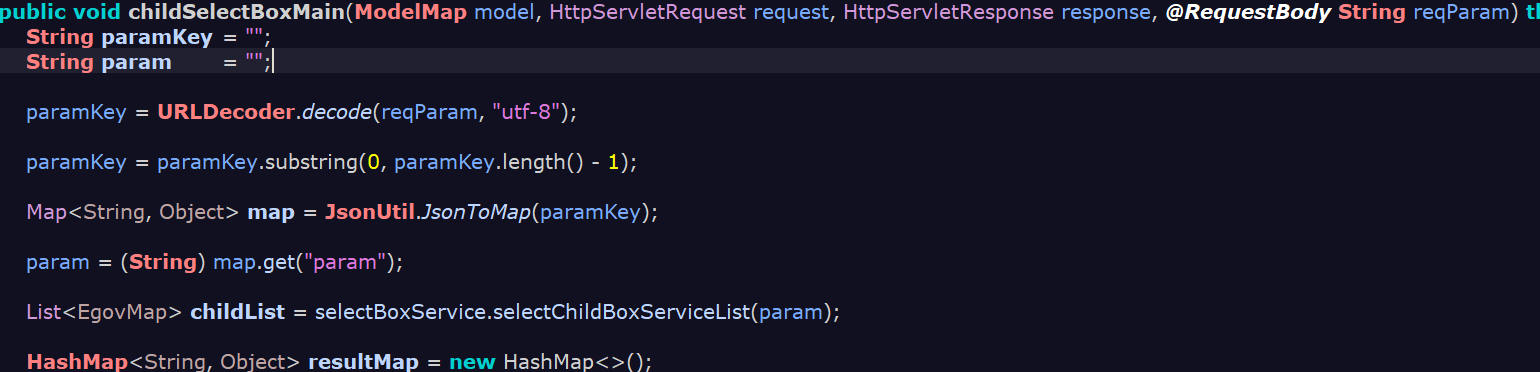 public void childSelectBoxMain(ModelMap model, HttpServletRequest request, HttpServletResponse response, @RequestBody String reqParam) th
String paramKey = "";
String param = "";
paramKey = URLDecoder.decode(reqParam, "utf-8");
paramKey = paramKey.substring(0, paramKey.length() - 1);
Map<String, Object> map = JsonUtil.JsonToMap(paramKey);
param = (String) map.get("param");
List<EgovMap> childList = selectBoxService.selectChildBoxServiceList(param);
HashMap<String, Object> resultMap = new HashMap<>();